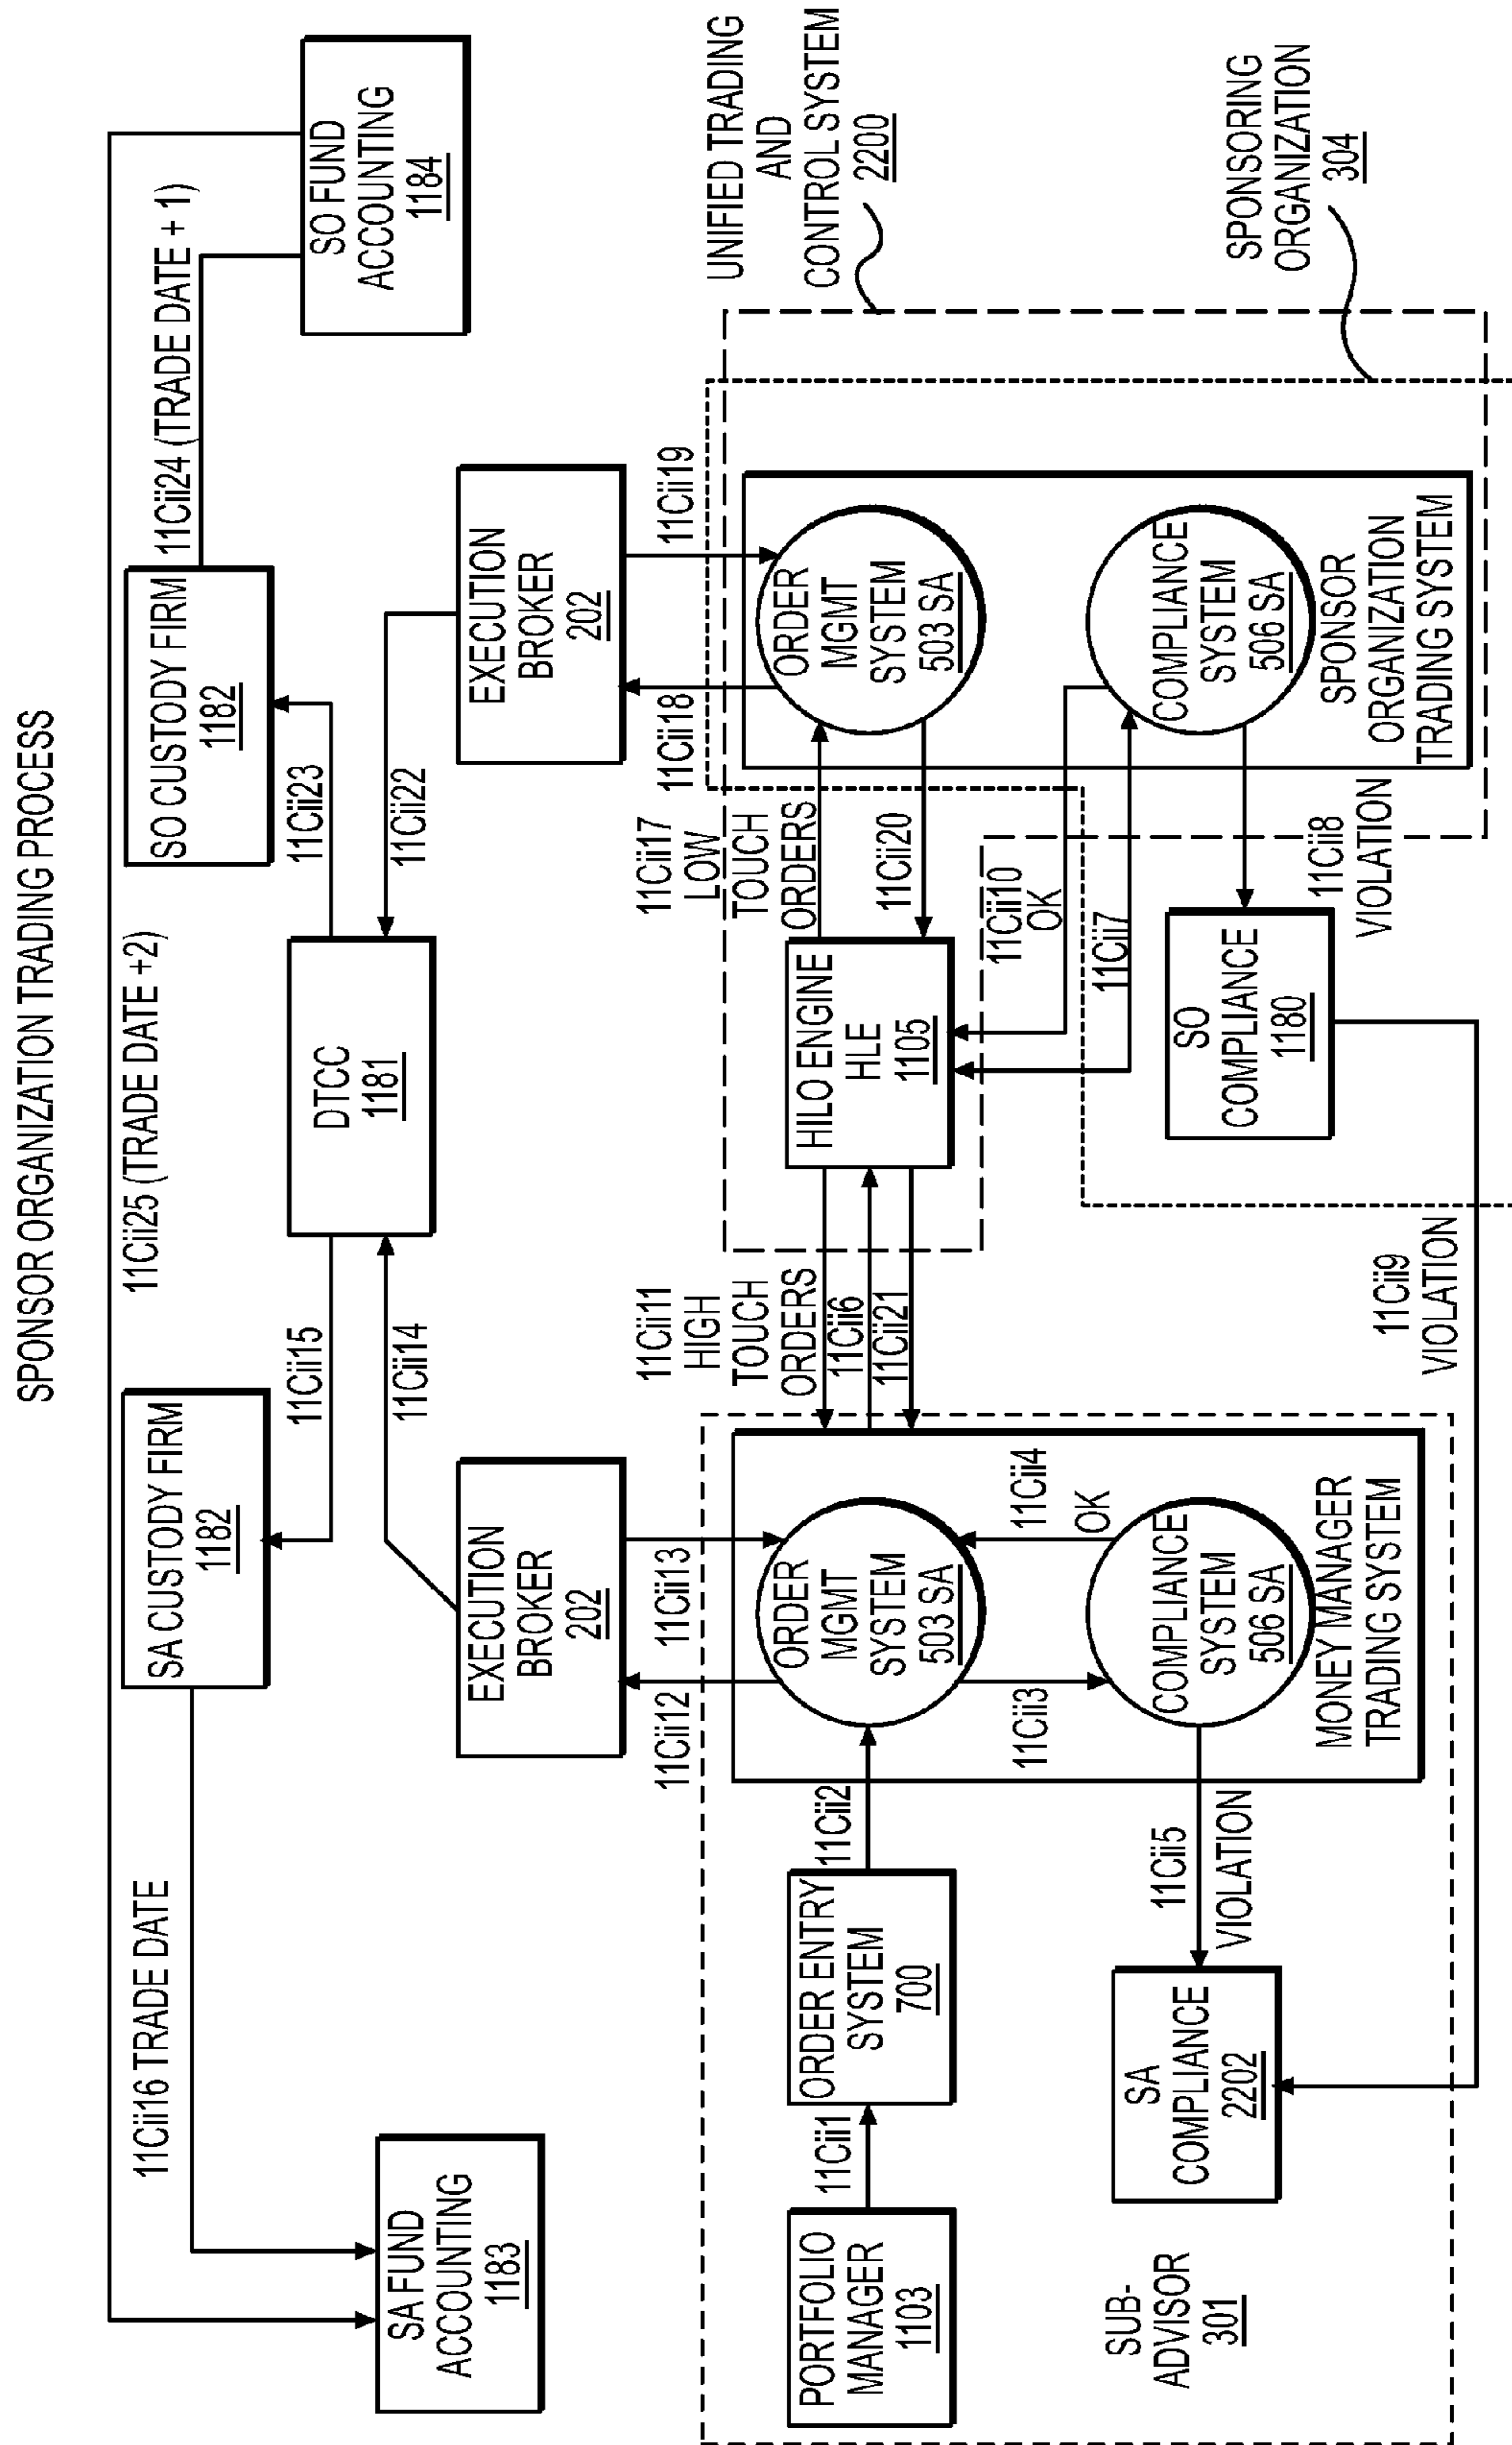 SPONSOR ORGANIZATION TRADING PROCESS
11Cii25 (TRADE DATE +2)
11Cii16 TRADE DATE
11Cii24 (TRADE DATE + 1)
SA CUSTODY FIRM
1182
SO CUSTODY FIRM
1182
11Cii15
11Cii23
DTCC
1181
SO FUND
ACCOUNTING
1184
SA FUND
ACCOUNTING
1183
11Cii14
11Cii22
EXECUTION
BROKER
202
EXECUTION
BROKER
202
11Cii12
11Cii13
11Cii18
11Cii19
11Cii11
HIGH
TOUCH
ORDERS
11Cii17
LOW
TOUCH
ORDERS
UNIFIED TRADING
AND
CONTROL SYSTEM
2200
PORTFOLIO
MANAGER
1103
11Cii1
ORDER ENTRY
SYSTEM
700
11Cii2
ORDER
MGMT
SYSTEM
503 SA
11Cii6
11Cii21
HILO ENGINE
HLE
1105
11Cii20
ORDER
MGMT
SYSTEM
503 SA
11Cii3
11Cii4
OK
11Cii10
OK
11Cii7
SUB-
ADVISOR
301
SA
COMPLIANCE
2202
11Cii5
VIOLATION
COMPLIANCE
SYSTEM
506 SA
MONEY MANAGER
TRADING SYSTEM
SO
COMPLIANCE
1180
11Cii8
VIOLATION
COMPLIANCE
SYSTEM
506 SA
SPONSOR
ORGANIZATION
TRADING SYSTEM
SPONSORING
ORGANIZATION
304
11Cii9
VIOLATION